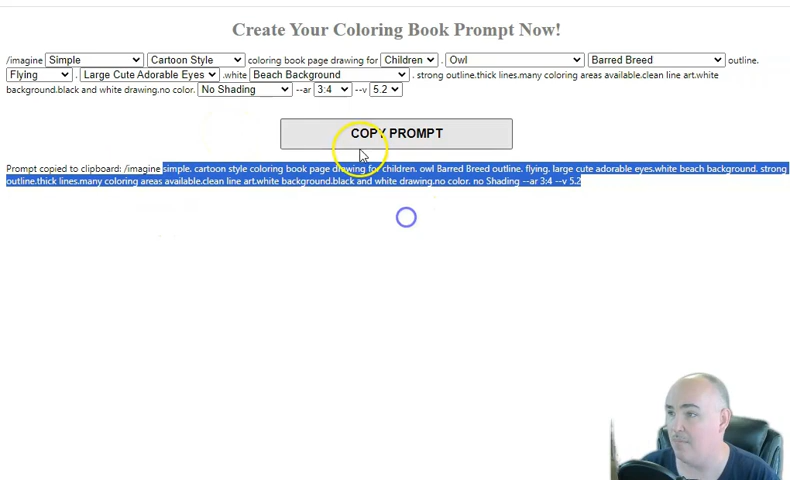 Create Your Coloring Book Prompt Now!
/imagine Simple Cartoon Style coloring book page drawing for Children . Owl Barred Breed outline.
Flying . Large Cute Adorable Eyes .white Beach Background . strong outline.thick lines.many coloring areas available.clean line art.white
background.black and white drawing.no color. No Shading --ar 3:4 --v 5.2
COPY PROMPT
Prompt copied to clipboard: /imagine simple. cartoon style coloring book page drawing for children. owl Barred Breed outline. flying. large cute adorable eyes.white beach background. strong
outline.thick lines.many coloring areas available.clean line art.white background.black and white drawing.no color. no Shading --ar 3:4 --v 5.2